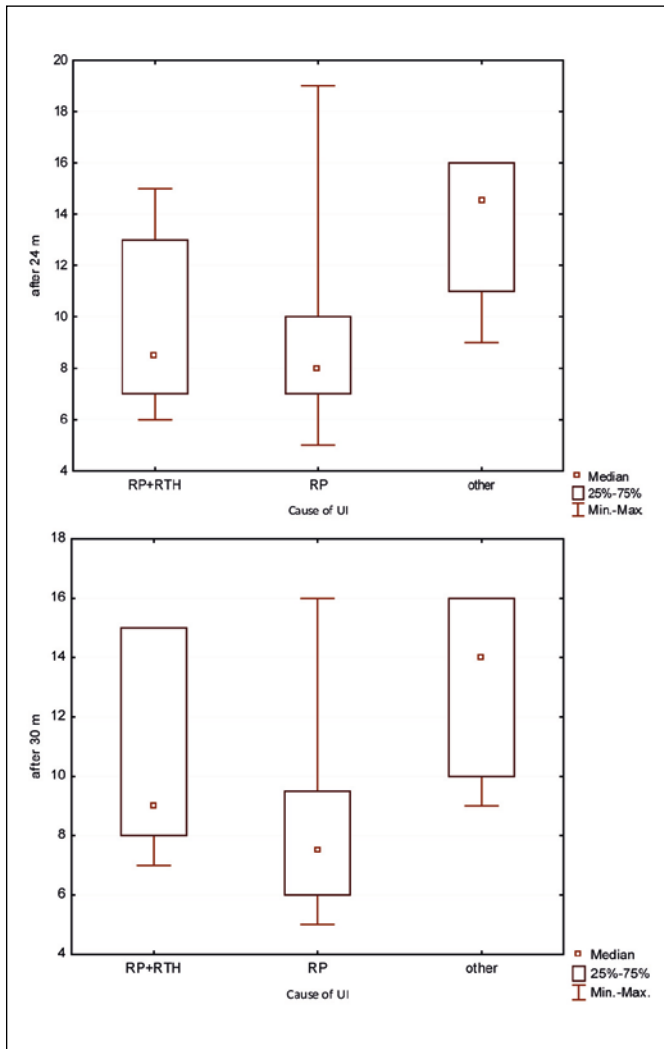 20
18
16
14
12
10
8
6
4
after 24 m
RP+RTH RP other
Cause of UI
Median
25%-75%
Min.-Max
18
16
14
12
10
8
6
4
after 30 m
RP+RTH RP other
Cause of UI
Median
25%-75%
Min.-Max.